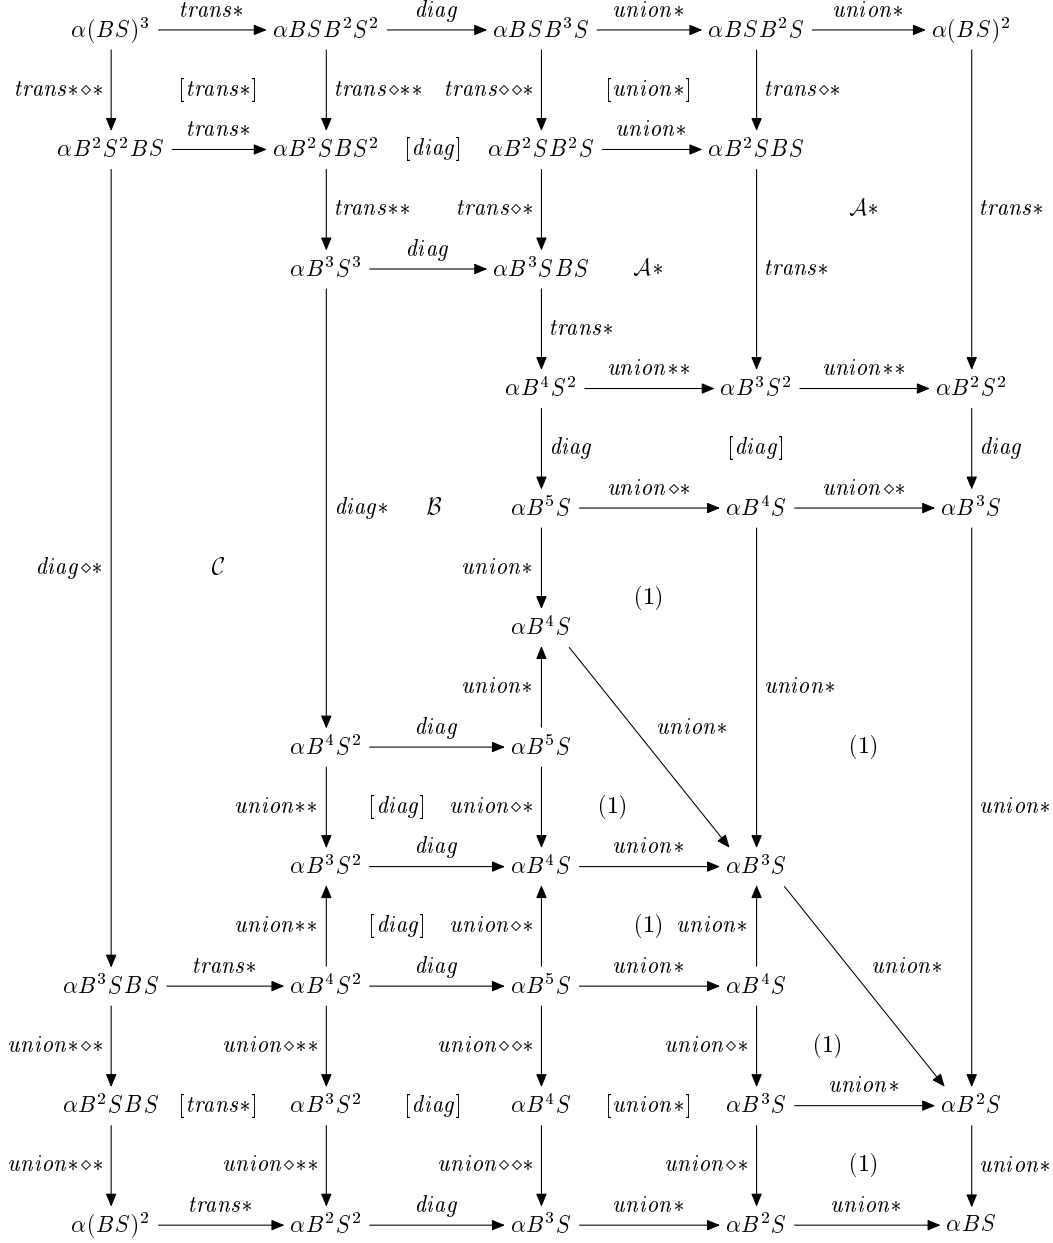 trans∗ diag union∗ union∗
α(BS)³ αBSB²S² αBSB³S αBSB²S α(BS)²
trans∗⋄∗ [trans∗] trans⋄∗∗ trans⋄⋄∗ [union∗] trans⋄∗
trans∗ union∗
αB²S²BS αB²SBS² [diag] αB²SB²S αB²SBS
trans∗∗ trans⋄∗ 𝒜∗ trans∗
diag
αB³S³ αB³SBS 𝒜∗ trans∗
trans∗
union∗∗ union∗∗
αB⁴S² αB³S² αB²S²
diag [diag] diag
union⋄∗ union⋄∗
diag∗ ℬ αB⁵S αB⁴S αB³S
diag⋄∗ 𝒞 union∗
(1)
αB⁴S
union∗ union∗
diag union∗
αB⁴S² αB⁵S (1)
union∗∗ [diag] union⋄∗ (1) union∗
diag union∗
αB³S² αB⁴S αB³S
union∗∗ [diag] union⋄∗ (1) union∗
trans∗ diag union∗ union∗
αB³SBS αB⁴S² αB⁵S αB⁴S
union∗⋄∗ union⋄∗∗ union⋄⋄∗ union⋄∗ (1)
union∗
αB²SBS [trans∗] αB³S² [diag] αB⁴S [union∗] αB³S αB²S
union∗⋄∗ union⋄∗∗ union⋄⋄∗ union⋄∗ (1) union∗
trans∗ diag union∗ union∗
α(BS)² αB²S² αB³S αB²S αBS